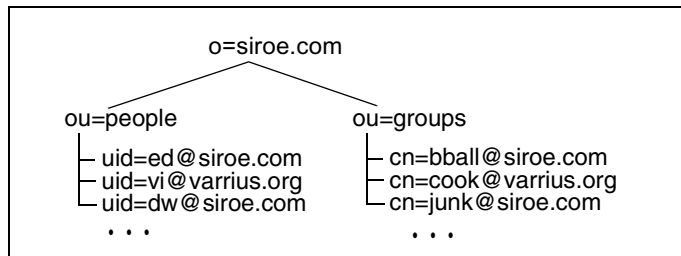 o=siroe.com
ou=people
uid=ed@siroe.com
uid=vi@varrius.org
uid=dw@siroe.com
. . .
ou=groups
cn=bball@siroe.com
cn=cook@varrius.org
cn=junk@siroe.com
. . .